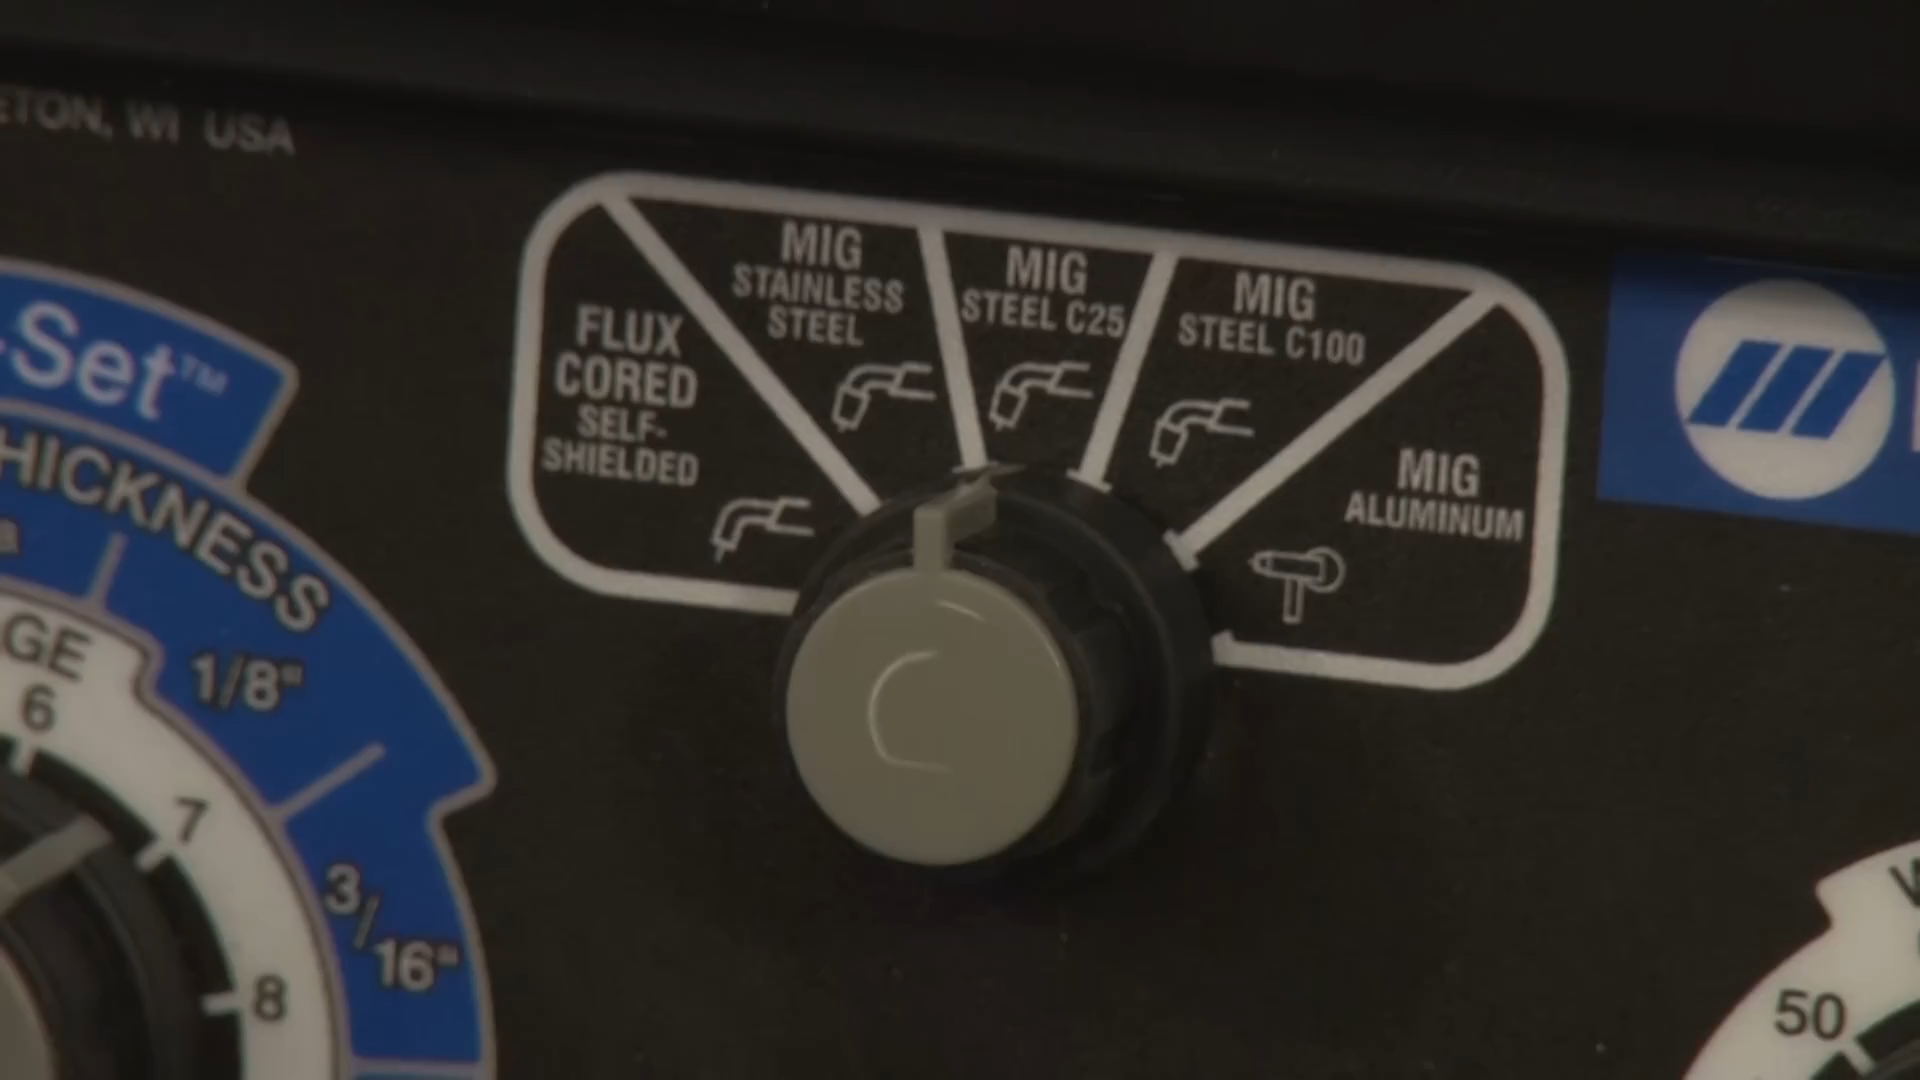 ETON, WI USA
-Set™
HICKNESS
1/8"
3/16"
GE
6
7
8
FLUX
CORED
SELF-
SHIELDED
MIG
STAINLESS
STEEL
MIG
STEEL C25
MIG
STEEL C100
MIG
ALUMINUM
50